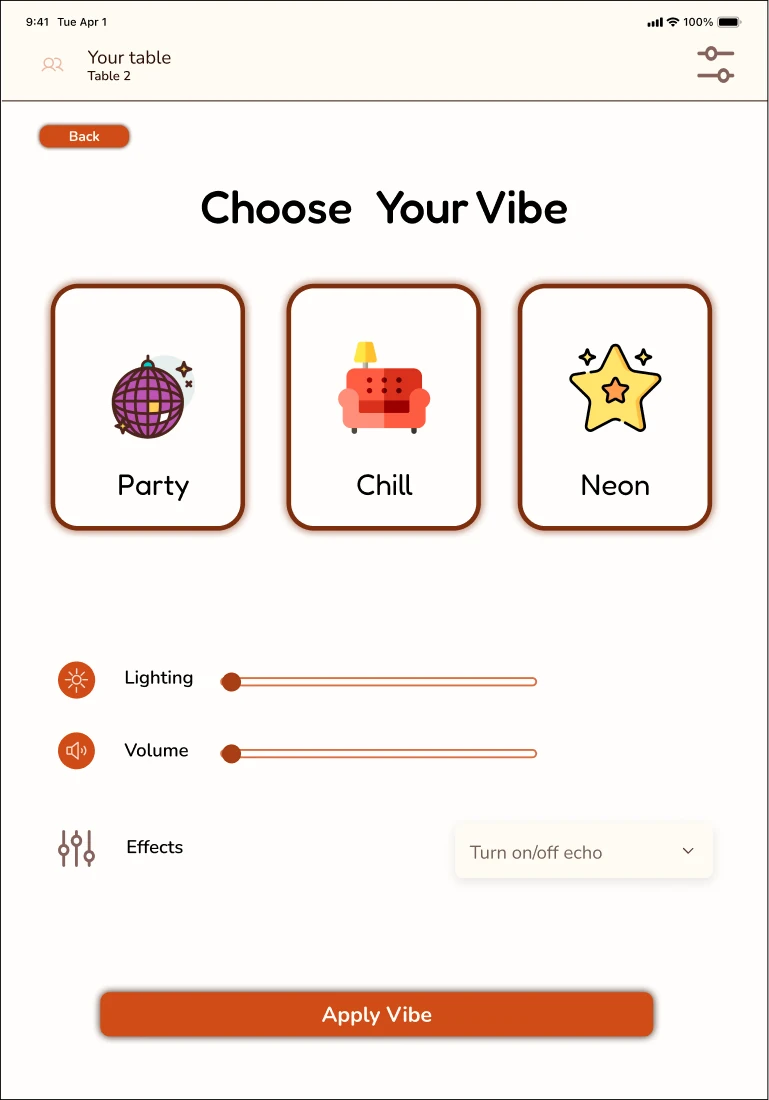 9:41 Tue Apr 1 100%
Your table
Table 2
Back
Choose Your Vibe
Party Chill Neon
Lighting
Volume
Effects Turn on/off echo
Apply Vibe